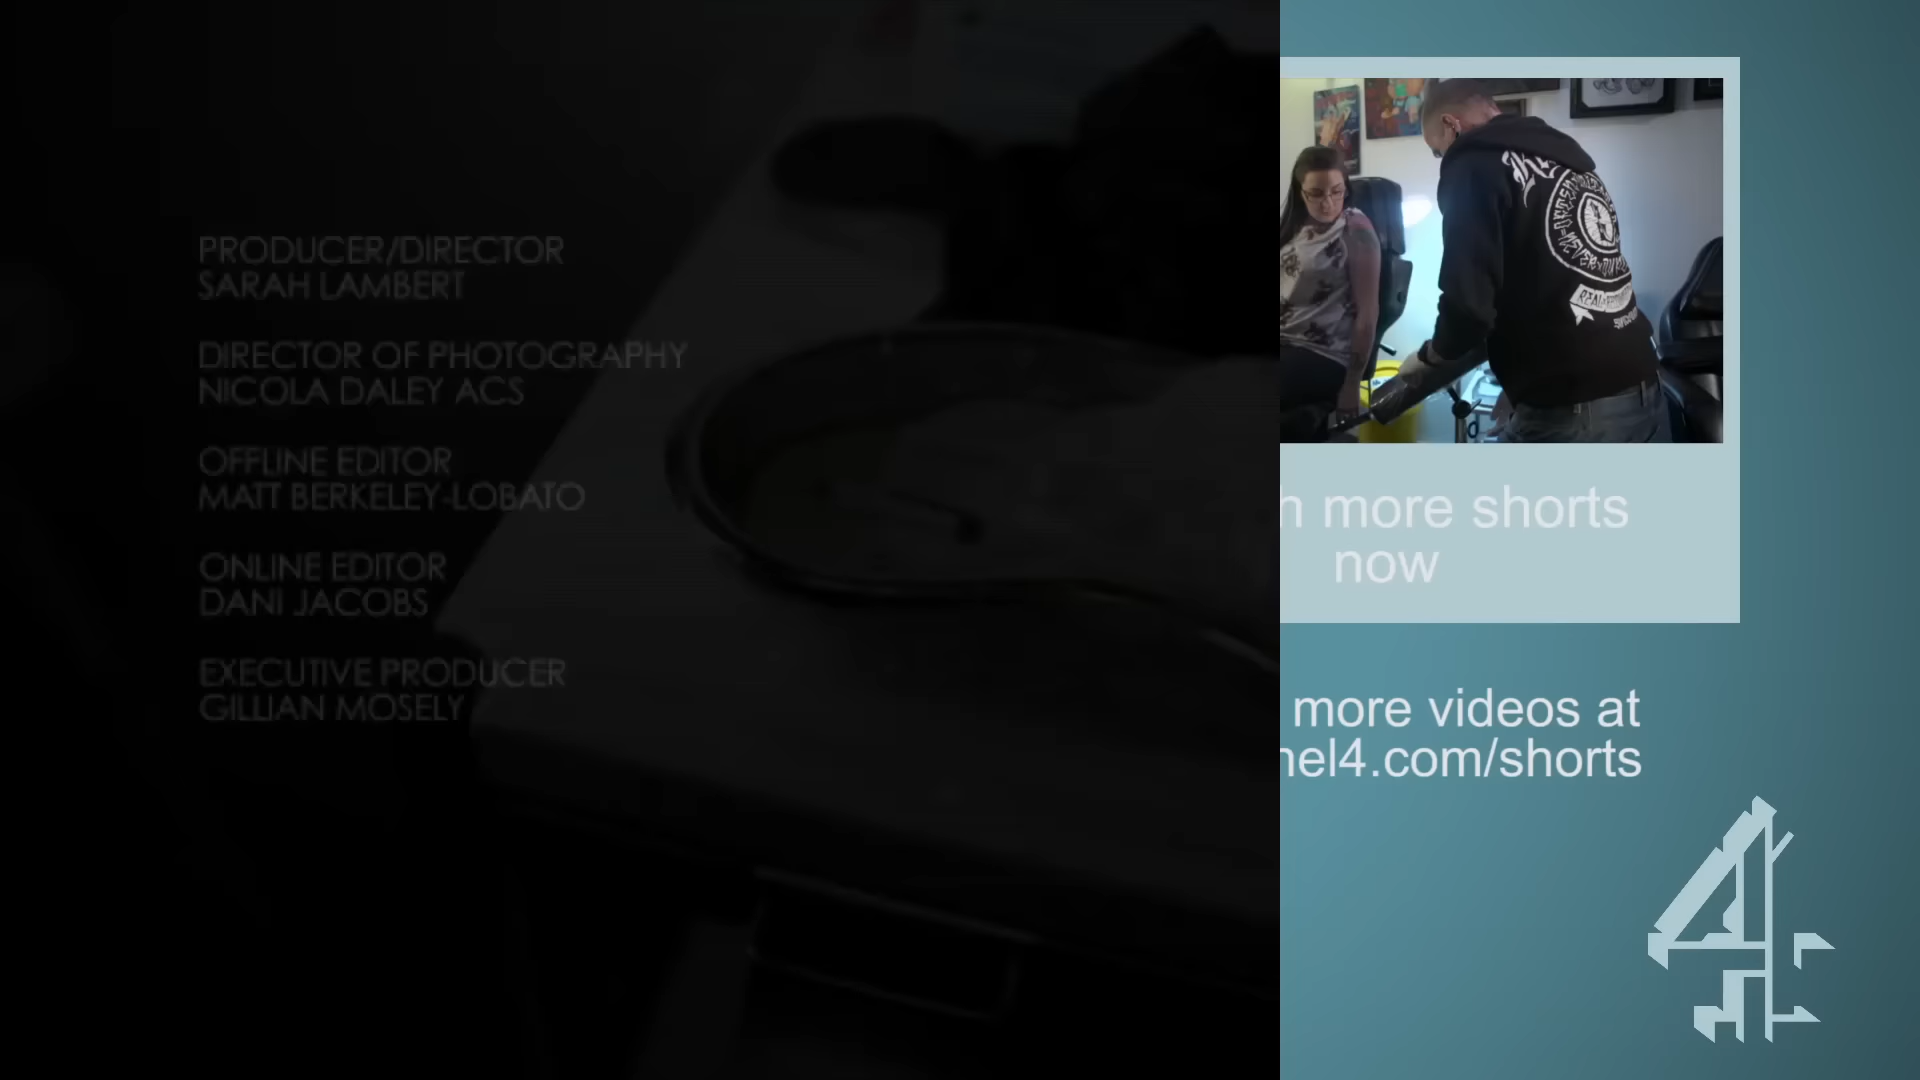 PRODUCER/DIRECTOR
SARAH LAMBERT
DIRECTOR OF PHOTOGRAPHY
NICOLA DALEY ACS
OFFLINE EDITOR
MATT BERKELEY-LOBATO
ONLINE EDITOR
DANI JACOBS
EXECUTIVE PRODUCER
GILLIAN MOSELY
more shorts
now
more videos at
nel4.com/shorts
4